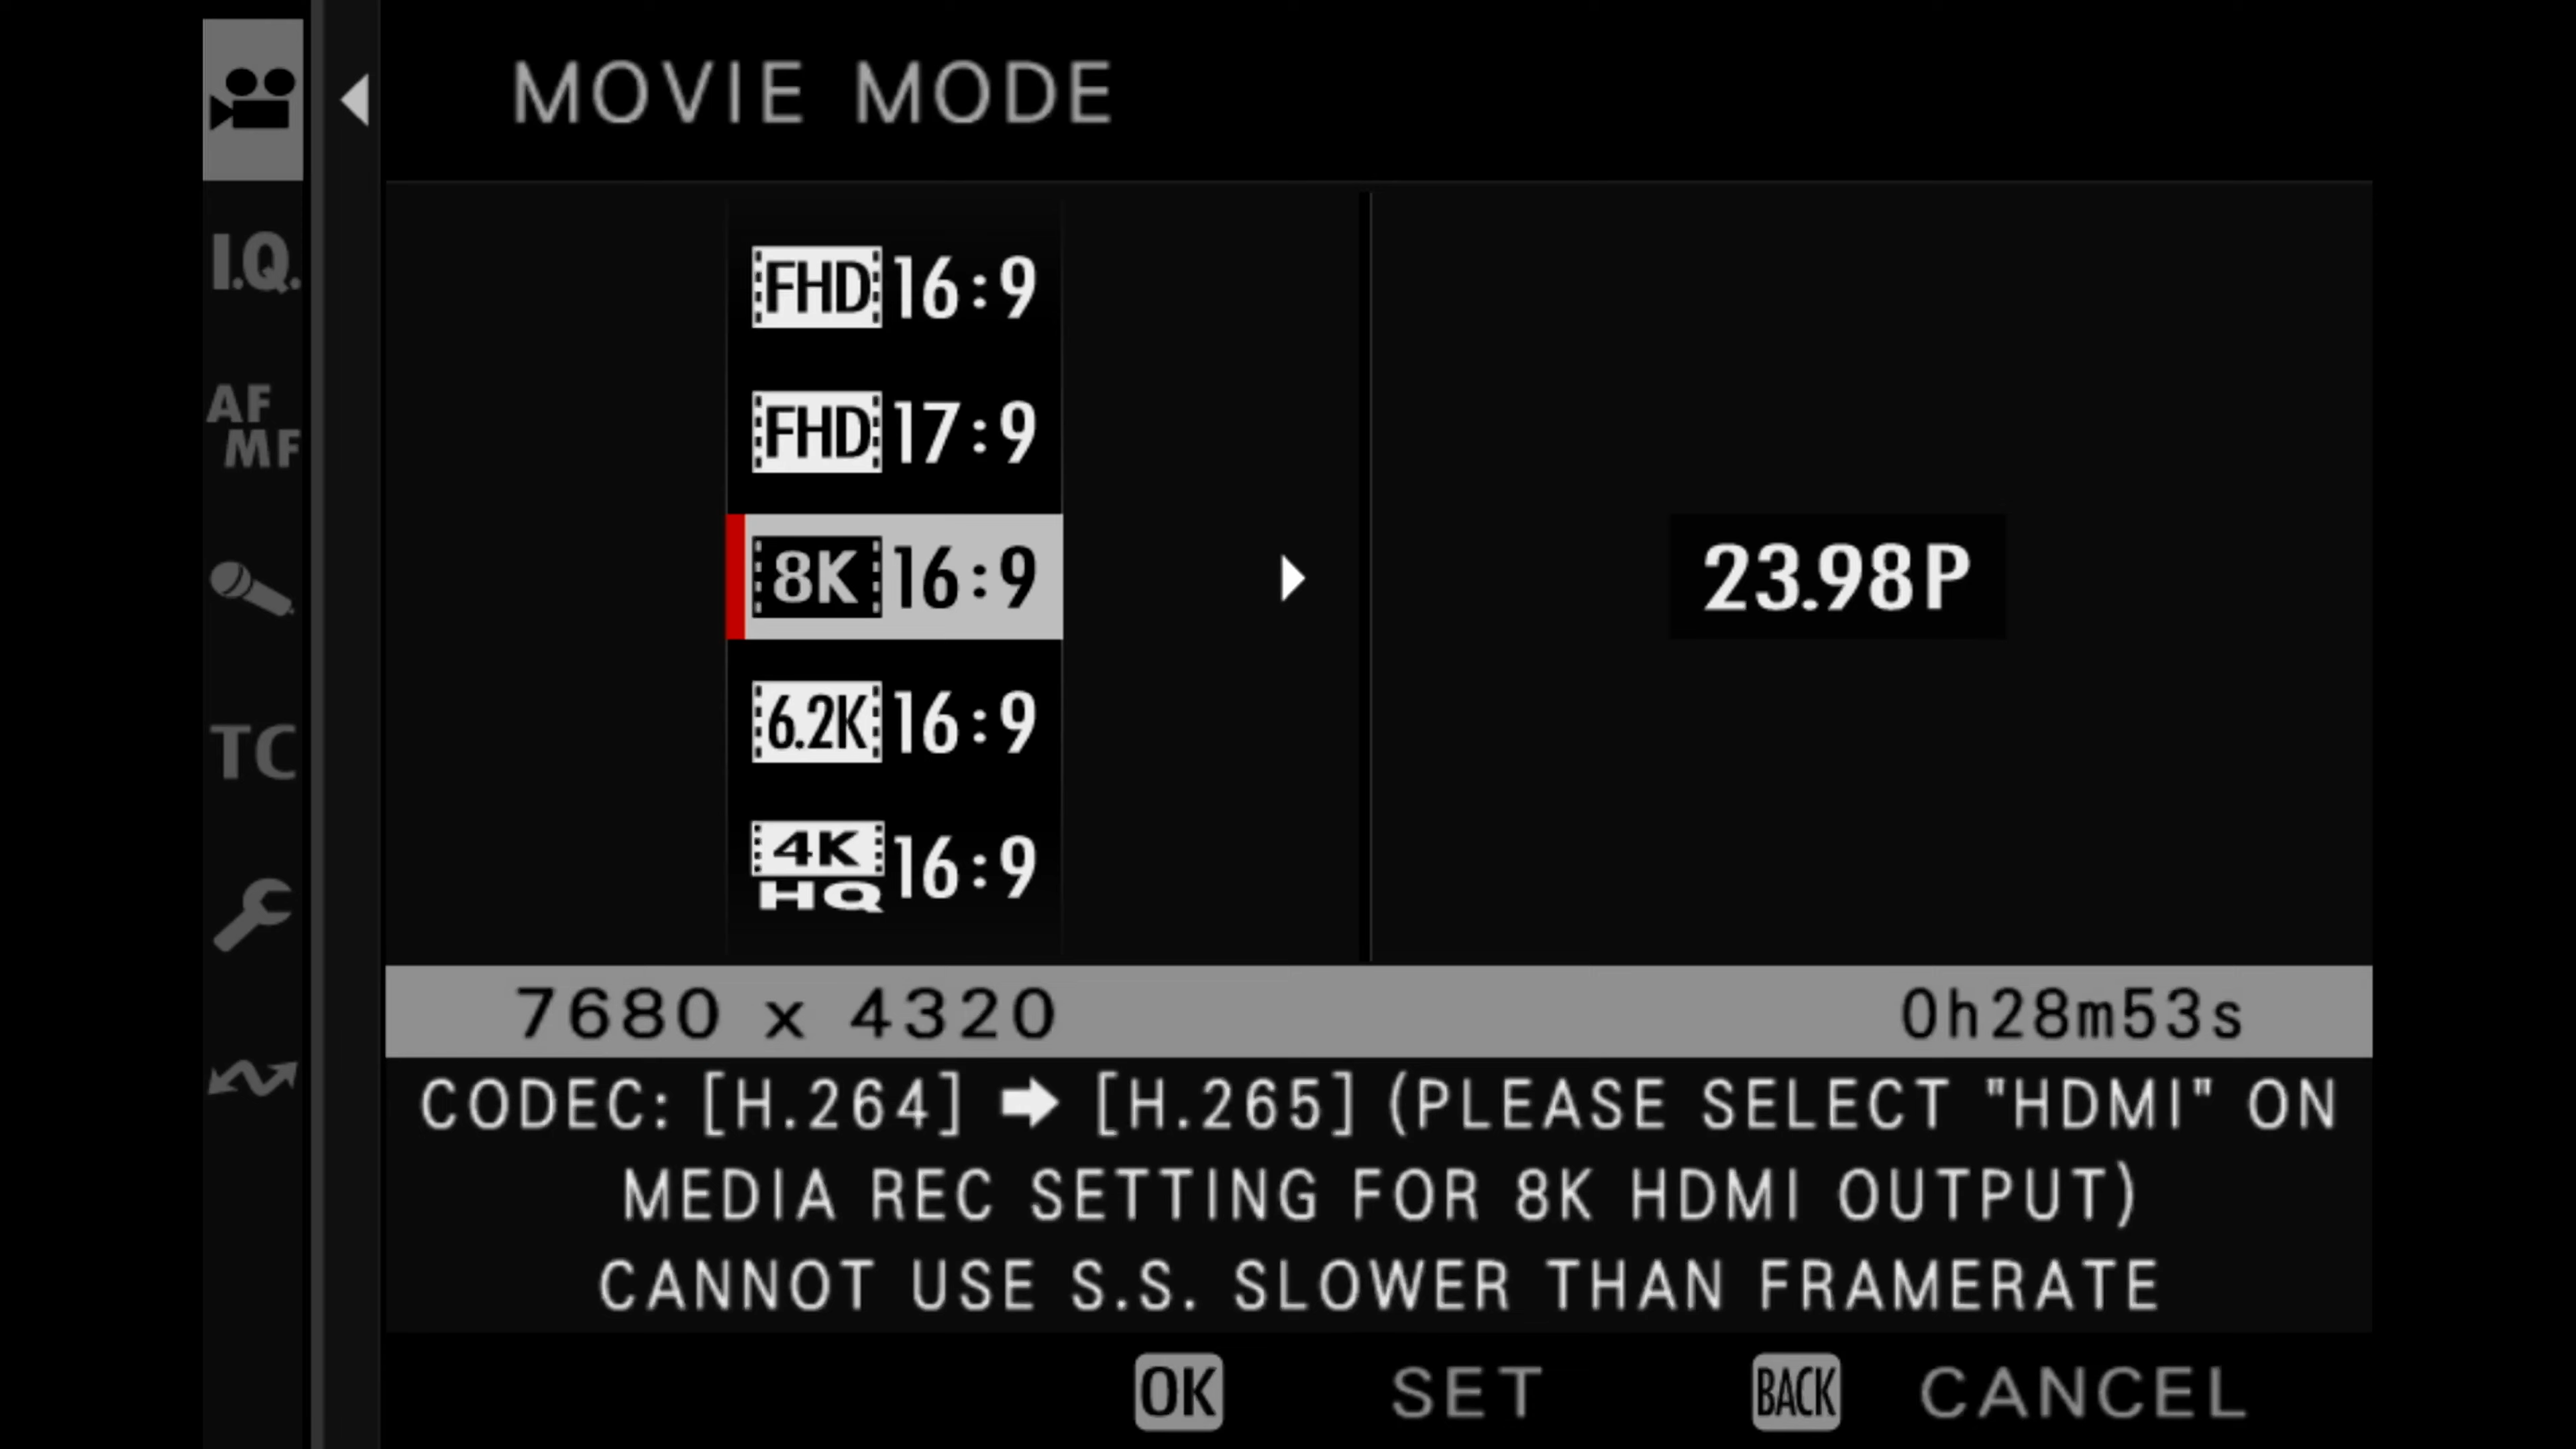 MOVIE MODE
I.Q.
AF
MF
TC
FHD 16:9
FHD 17:9
8K 16:9
6.2K 16:9
4K HQ 16:9
23.98P
7680 x 4320 0h28m53s
CODEC: [H.264] ➡ [H.265] (PLEASE SELECT "HDMI" ON
MEDIA REC SETTING FOR 8K HDMI OUTPUT)
CANNOT USE S.S. SLOWER THAN FRAMERATE
OK SET BACK CANCEL